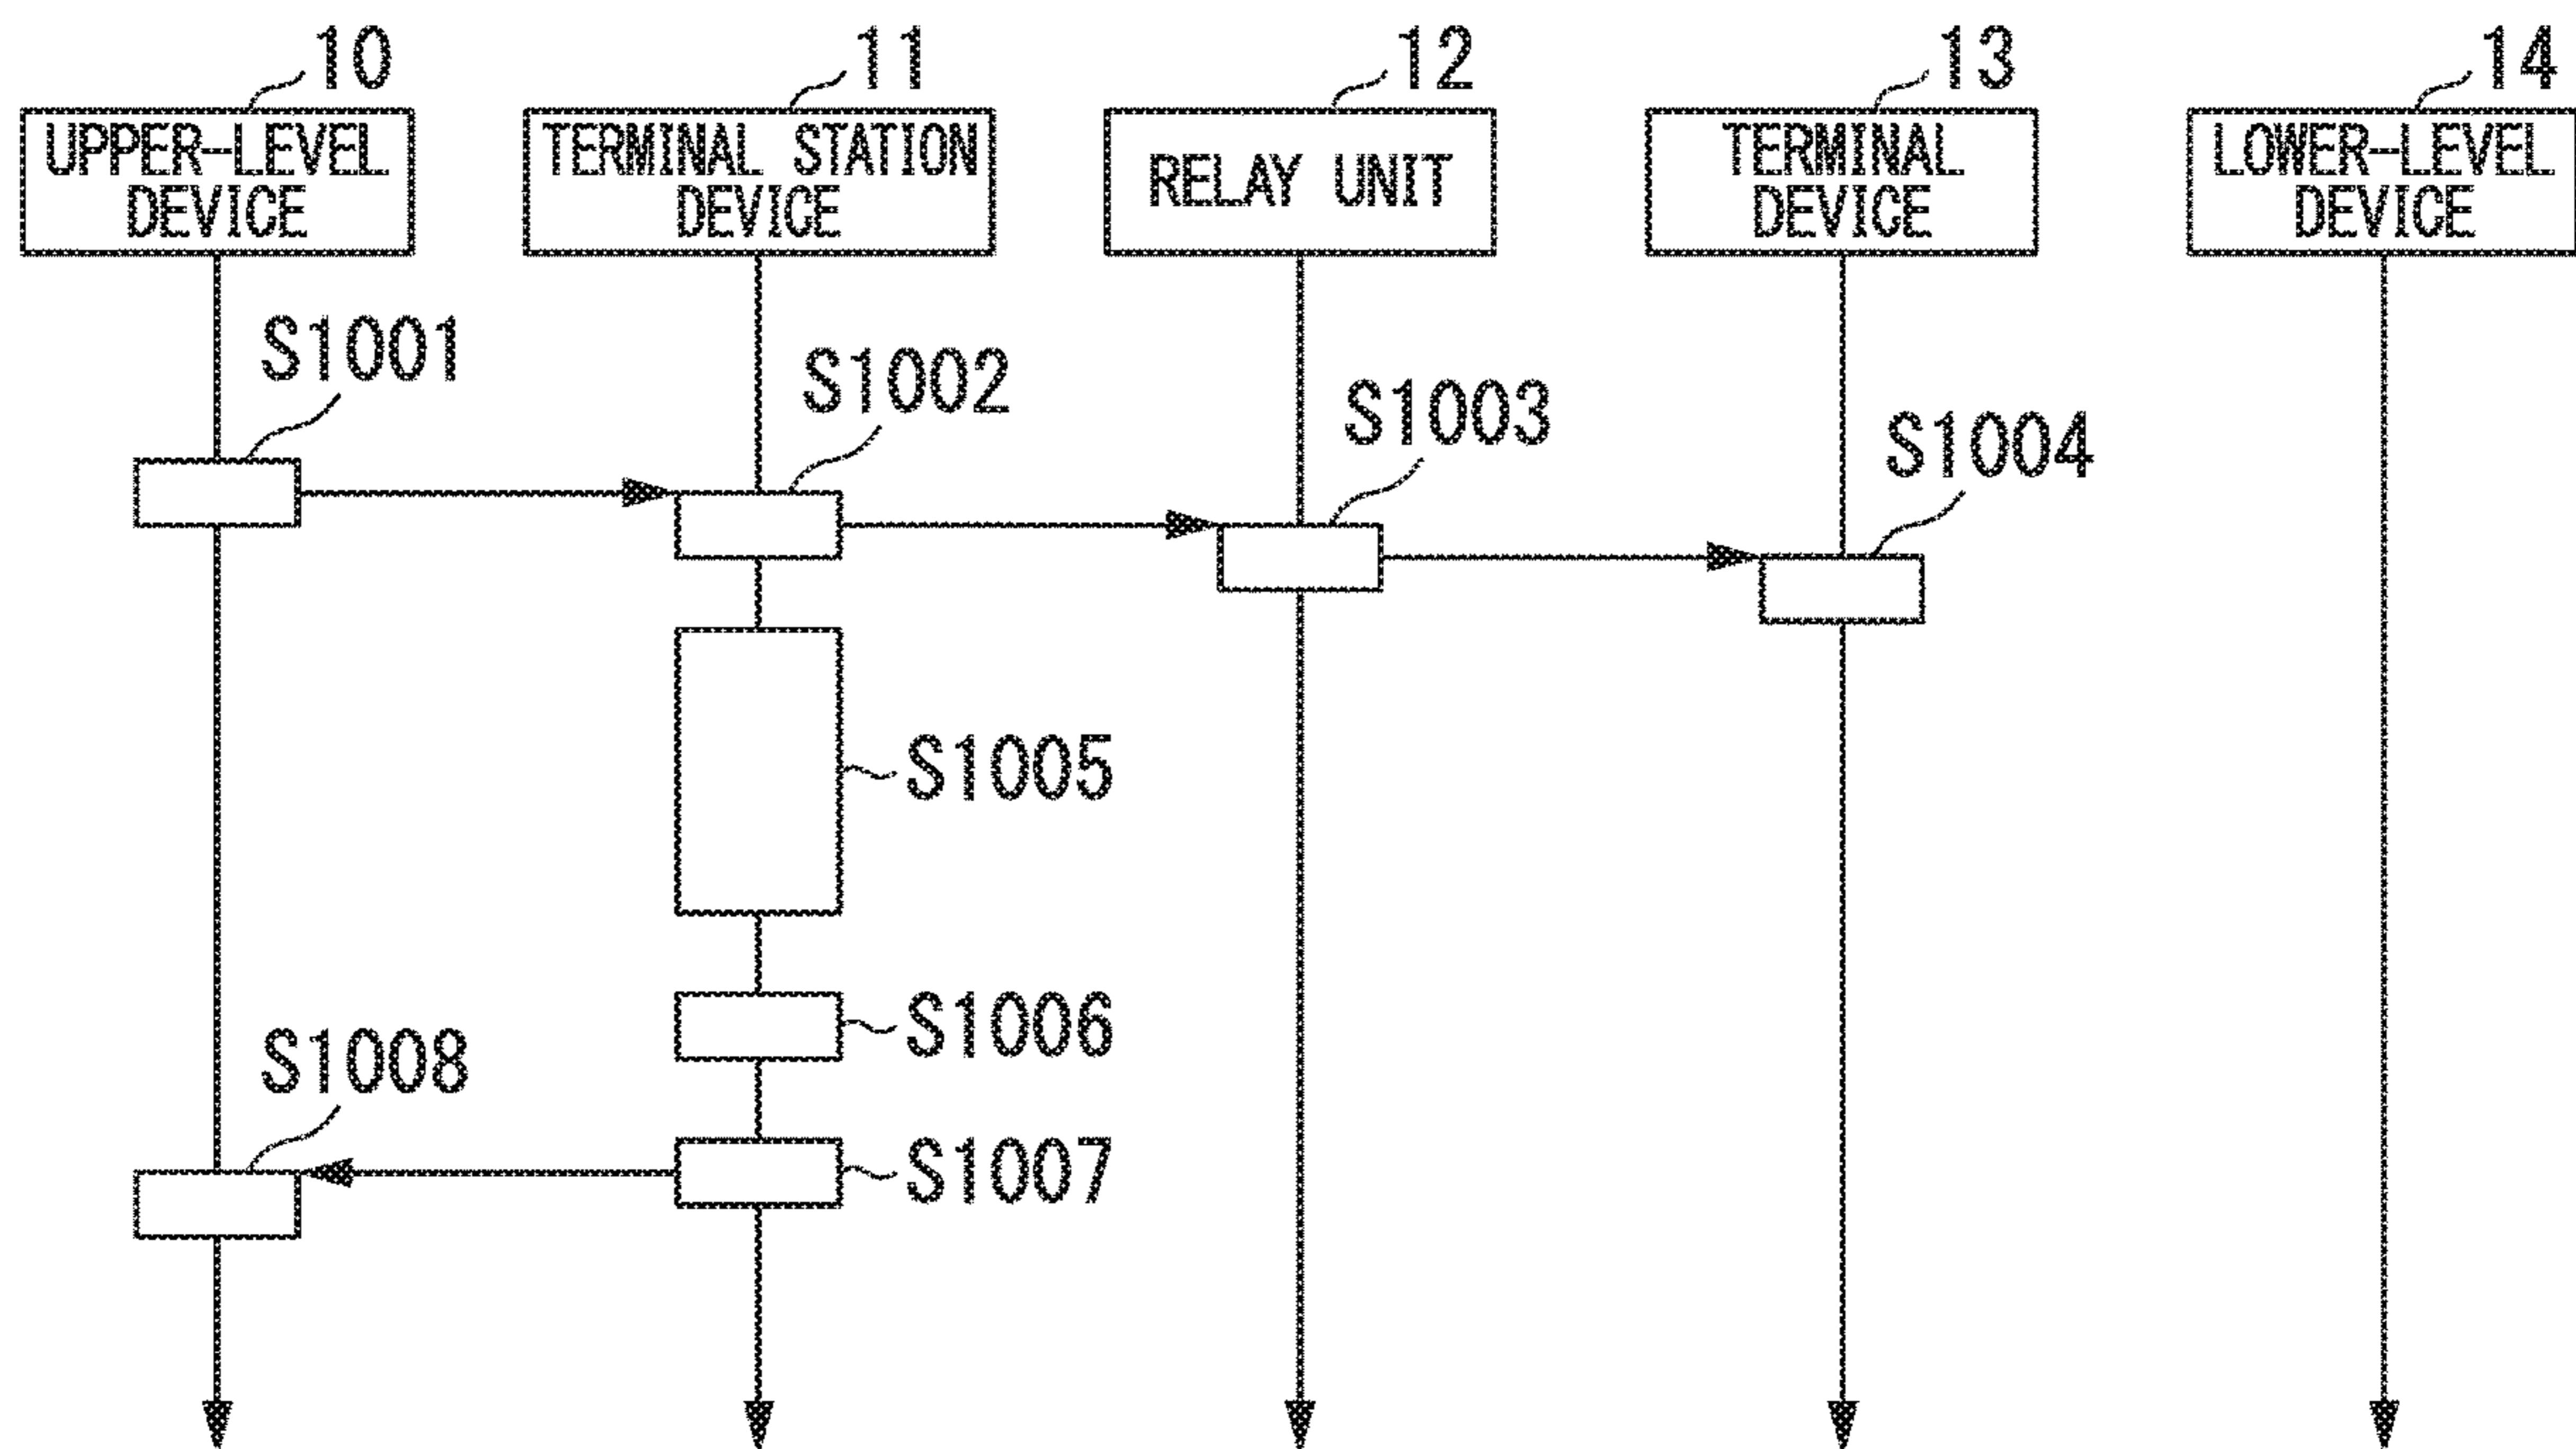 10
11
12
13
14
UPPER-LEVEL
DEVICE
TERMINAL STATION
DEVICE
RELAY UNIT
TERMINAL
DEVICE
LOWER-LEVEL
DEVICE
S1001
S1002
S1003
S1004
S1005
S1006
S1008
S1007